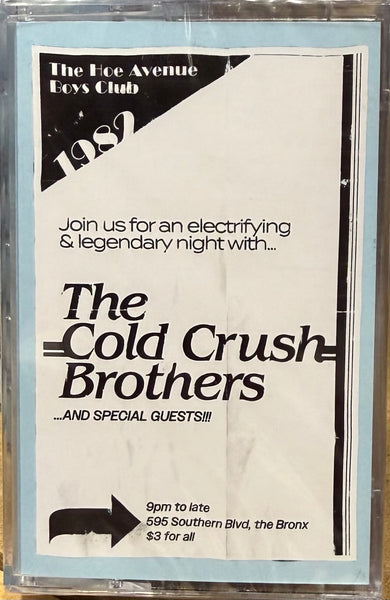 The Hoe Avenue
Boys Club
1982
Join us for an electrifying
& legendary night with...
The
Cold Crush
Brothers
...AND SPECIAL GUESTS!!!
9pm to late
595 Southern Blvd, the Bronx
$3 for all